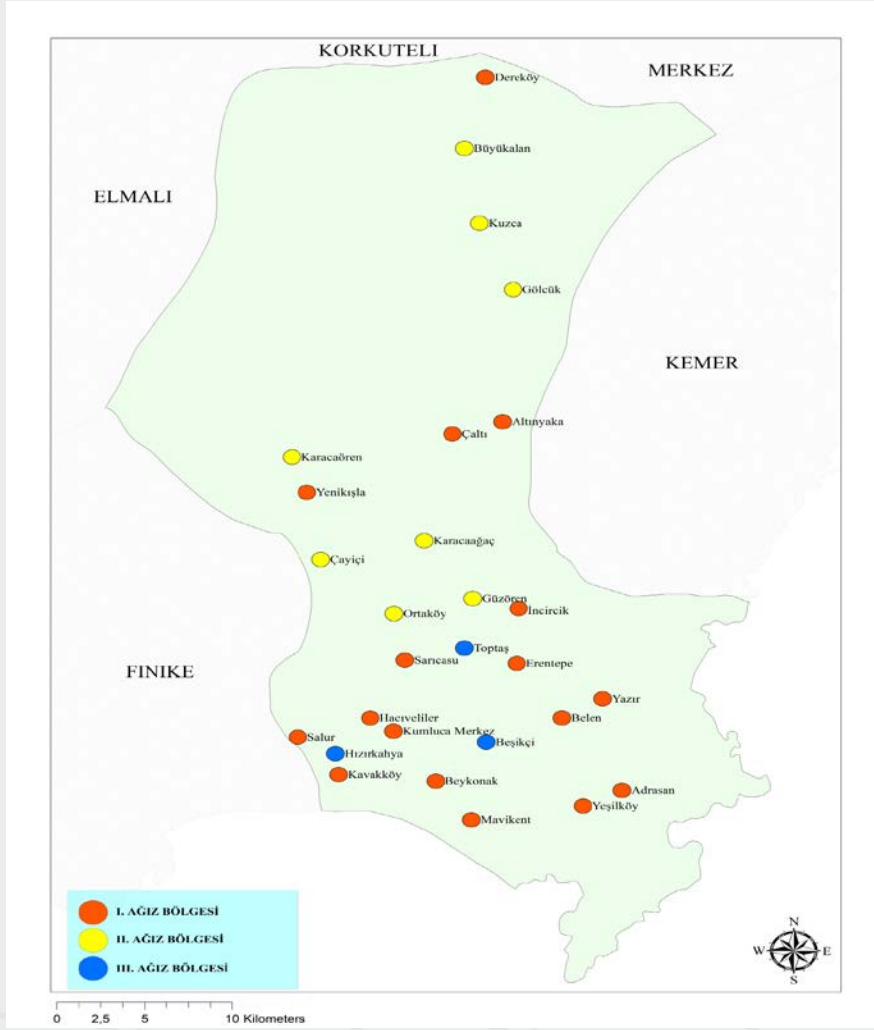 KORKUTELI
MERKEZ
Dereköy
Büyükalan
ELMALI
Kuzca
Gölcük
KEMER
Altınyaka
Çaltı
Karacaören
Yenikışla
Karacaağaç
Çayiçi
Güzören
İncircik
Ortaköy
Toptaş
Sarıcasu
Erentepe
FINIKE
Yazır
Hacıveliler
Belen
Kumluca Merkez
Salur
Beşikçi
Hızırkahya
Kavakköy
Beykonak
Adrasan
Yeşilköy
Mavikent
I. AĞIZ BÖLGESİ
II. AĞIZ BÖLGESİ
III. AĞIZ BÖLGESİ
N
W E
S
0 2,5 5 10 Kilometers